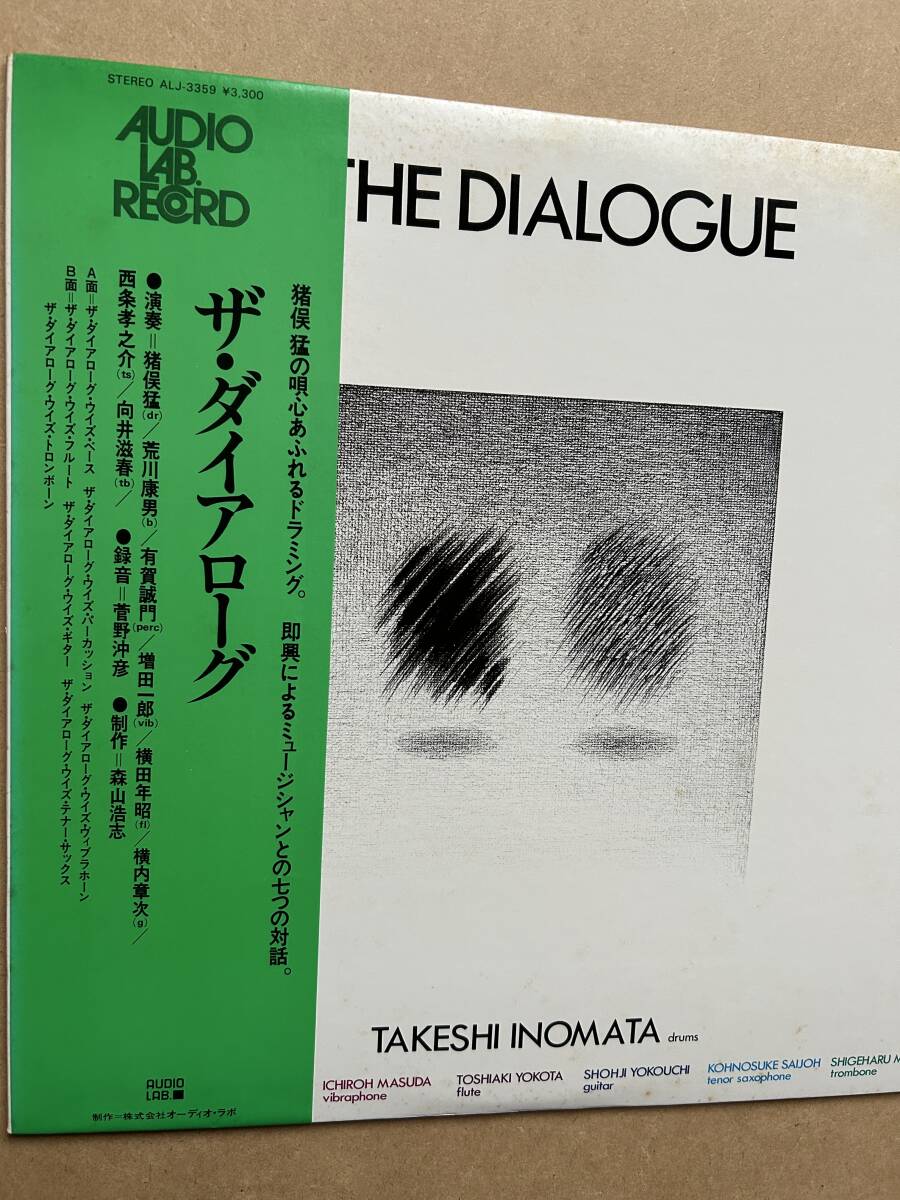 STEREO ALJ-3359 ¥3,300
AUDIO
LAB.
RECORD
THE DIALOGUE
猪俣 猛の唄心あふれるドラミング。 即興によるミュージシャンとの七つの対話。
ザ・ダイアローグ
●演奏＝猪俣猛(dr)／荒川康男(b)／有賀誠門(perc)／増田一郎(vib)／横田年昭(fl)／横内章次(g)／
西条孝之介(ts)／向井滋春(tb)／ ●録音＝菅野沖彦 ●制作＝森山浩志
A面＝ザ・ダイアローグ・ウイズ・ベース ザ・ダイアローグ・ウイズ・パーカッション ザ・ダイアローグ・ウイズ・ヴィブラホーン
B面＝ザ・ダイアローグ・ウイズ・フルート ザ・ダイアローグ・ウイズ・ギター ザ・ダイアローグ・ウイズ・テナー・サックス
ザ・ダイアローグ・ウイズ・トロンボーン
AUDIO
LAB.
制作＝株式会社オーディオ・ラボ
TAKESHI INOMATA drums
ICHIROH MASUDA
vibraphone
TOSHIAKI YOKOTA
flute
SHOHJI YOKOUCHI
guitar
KOHNOSUKE SAIJOH
tenor saxophone
SHIGEHARU M
trombone